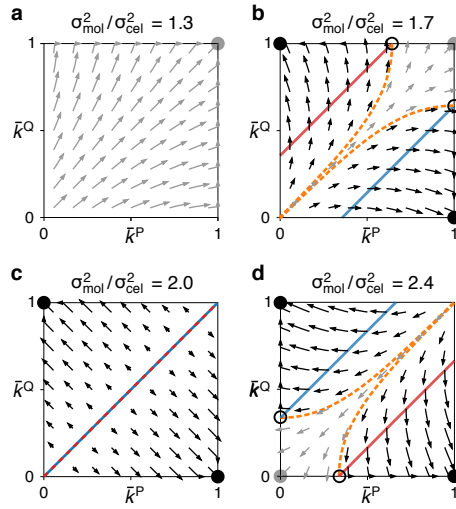 a
σ²mol/σ²cel = 1.3
1
k̄Q
0
0
k̄P
1
b
σ²mol/σ²cel = 1.7
1
k̄Q
0
0
k̄P
1
c
σ²mol/σ²cel = 2.0
1
k̄Q
0
0
k̄P
1
d
σ²mol/σ²cel = 2.4
1
k̄Q
0
0
k̄P
1